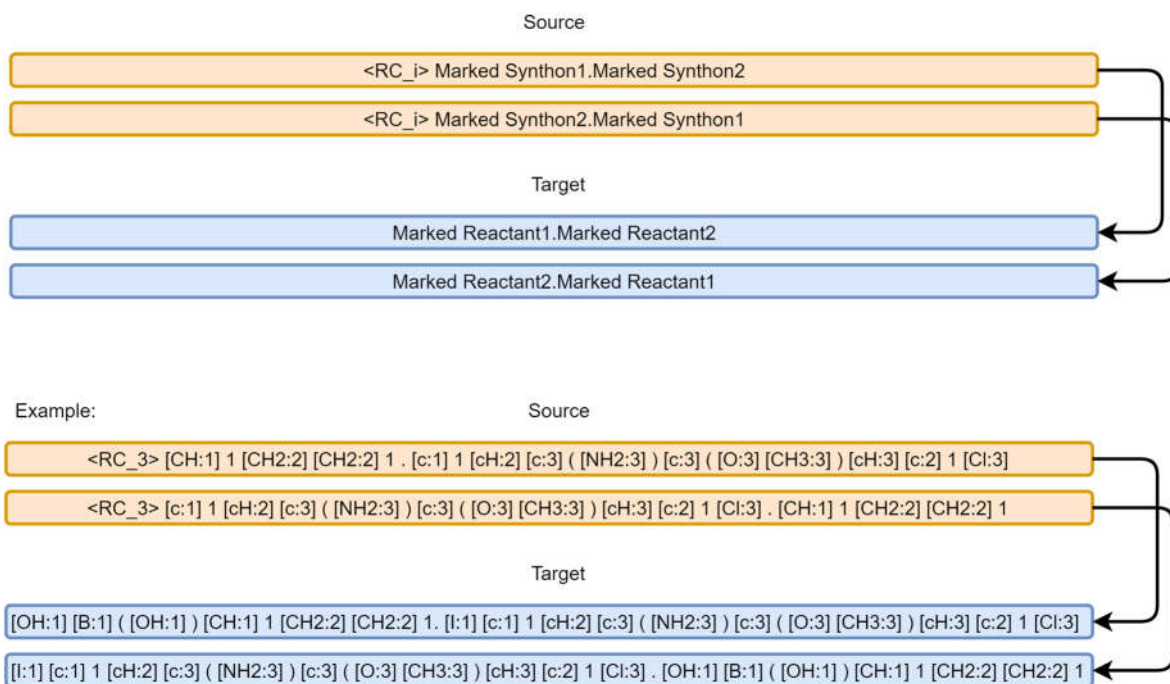 Source
<RC_i> Marked Synthon1.Marked Synthon2
<RC_i> Marked Synthon2.Marked Synthon1
Target
Marked Reactant1.Marked Reactant2
Marked Reactant2.Marked Reactant1
Example: Source
<RC_3> [CH:1] 1 [CH2:2] [CH2:2] 1 . [c:1] 1 [cH:2] [c:3] ( [NH2:3] ) [c:3] ( [O:3] [CH3:3] ) [cH:3] [c:2] 1 [Cl:3]
<RC_3> [c:1] 1 [cH:2] [c:3] ( [NH2:3] ) [c:3] ( [O:3] [CH3:3] ) [cH:3] [c:2] 1 [Cl:3] . [CH:1] 1 [CH2:2] [CH2:2] 1
Target
[OH:1] [B:1] ( [OH:1] ) [CH:1] 1 [CH2:2] [CH2:2] 1. [I:1] [c:1] 1 [cH:2] [c:3] ( [NH2:3] ) [c:3] ( [O:3] [CH3:3] ) [cH:3] [c:2] 1 [Cl:3]
[I:1] [c:1] 1 [cH:2] [c:3] ( [NH2:3] ) [c:3] ( [O:3] [CH3:3] ) [cH:3] [c:2] 1 [Cl:3] . [OH:1] [B:1] ( [OH:1] ) [CH:1] 1 [CH2:2] [CH2:2] 1